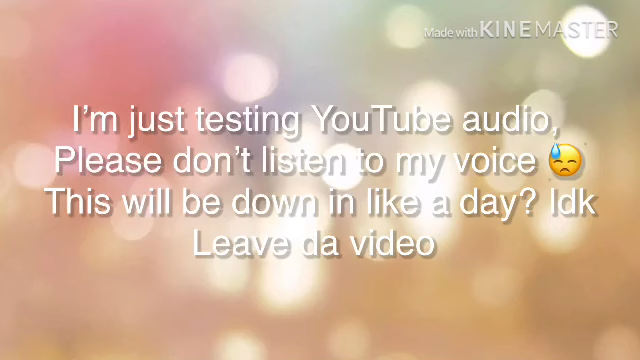 Made with KINEMASTER
I’m just testing YouTube audio,
Please don’t listen to my voice 😓
This will be down in like a day? Idk
Leave da video